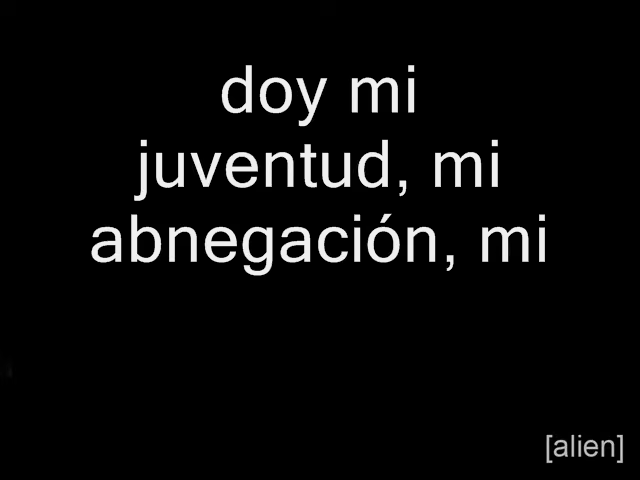 doy mi
juventud, mi
abnegación, mi
[alien]